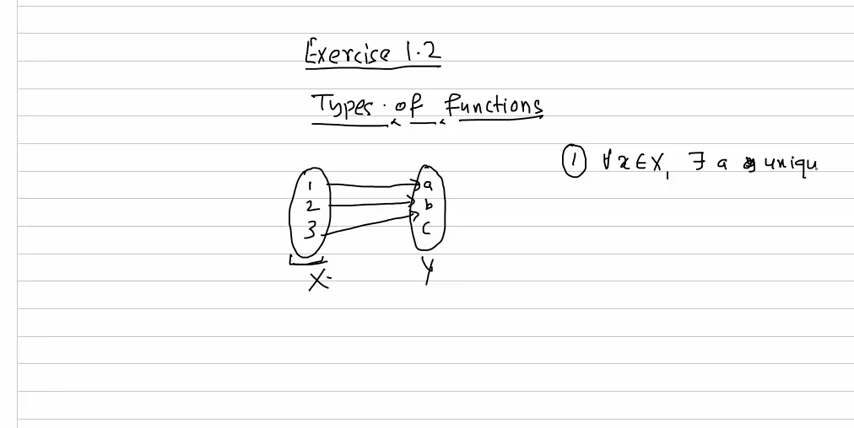 Exercise 1.2
Types of functions
① ∀ x ∈ X, ∃ a uniqu
1 a
2 b
3 c
X Y